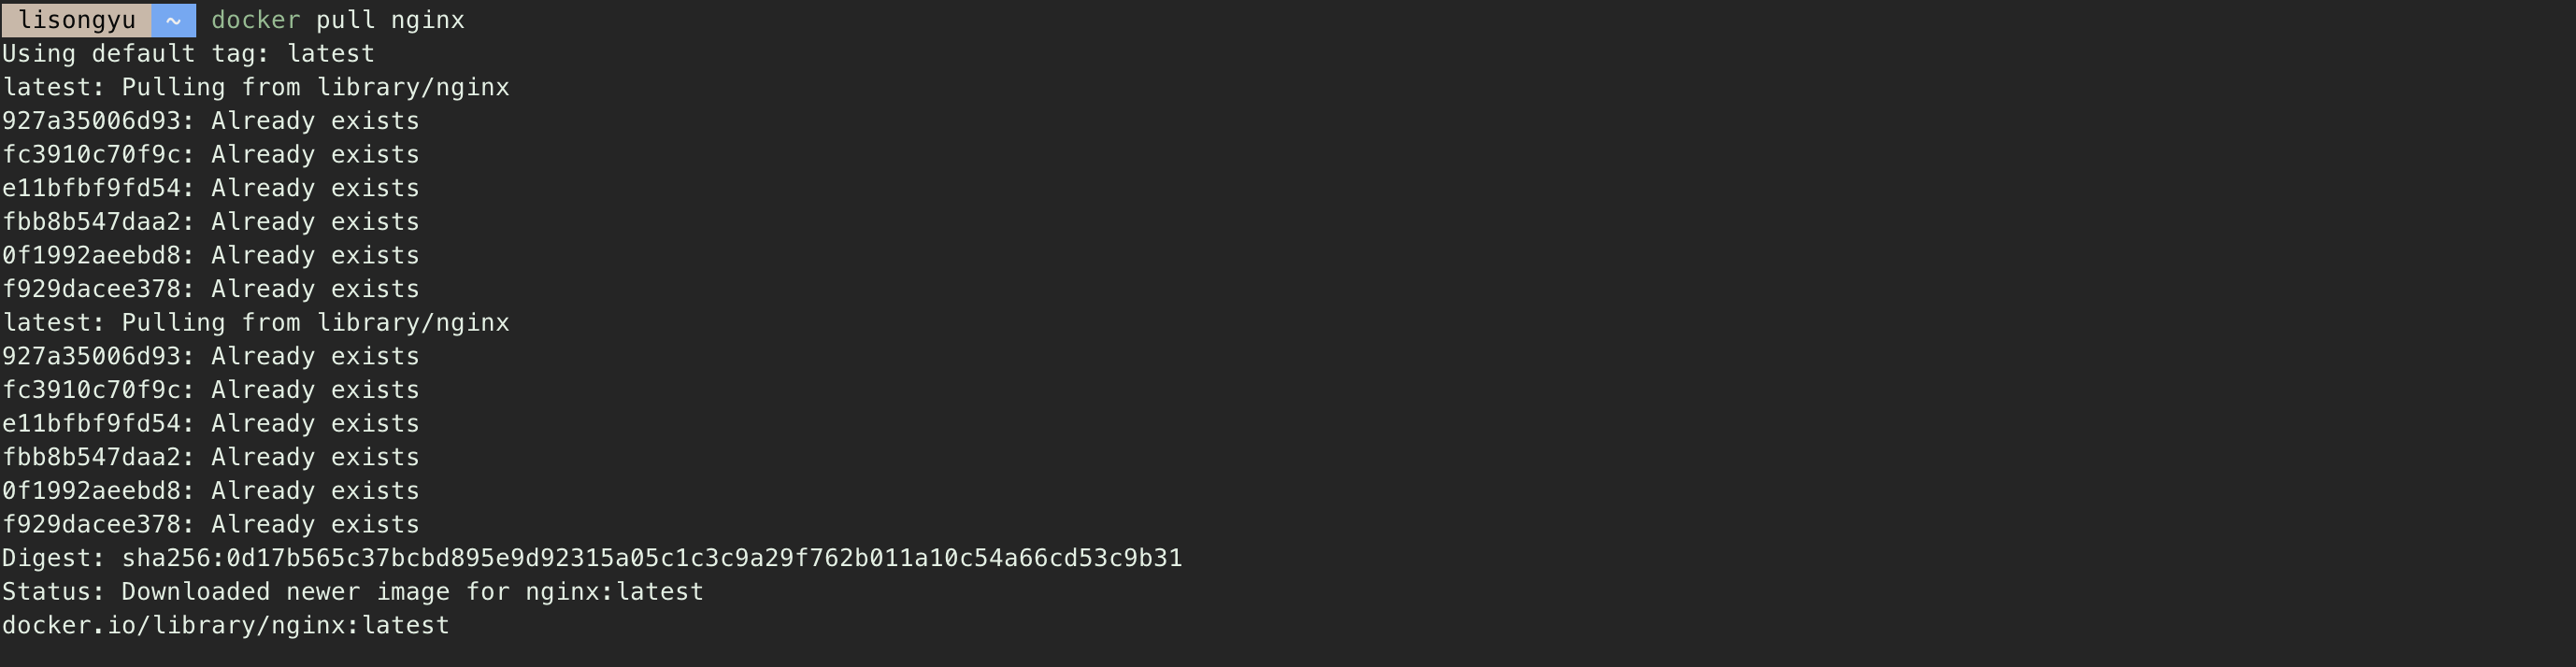 lisongyu ~ docker pull nginx
Using default tag: latest
latest: Pulling from library/nginx
927a35006d93: Already exists
fc3910c70f9c: Already exists
e11bfbf9fd54: Already exists
fbb8b547daa2: Already exists
0f1992aeebd8: Already exists
f929dacee378: Already exists
latest: Pulling from library/nginx
927a35006d93: Already exists
fc3910c70f9c: Already exists
e11bfbf9fd54: Already exists
fbb8b547daa2: Already exists
0f1992aeebd8: Already exists
f929dacee378: Already exists
Digest: sha256:0d17b565c37bcbd895e9d92315a05c1c3c9a29f762b011a10c54a66cd53c9b31
Status: Downloaded newer image for nginx:latest
docker.io/library/nginx:latest